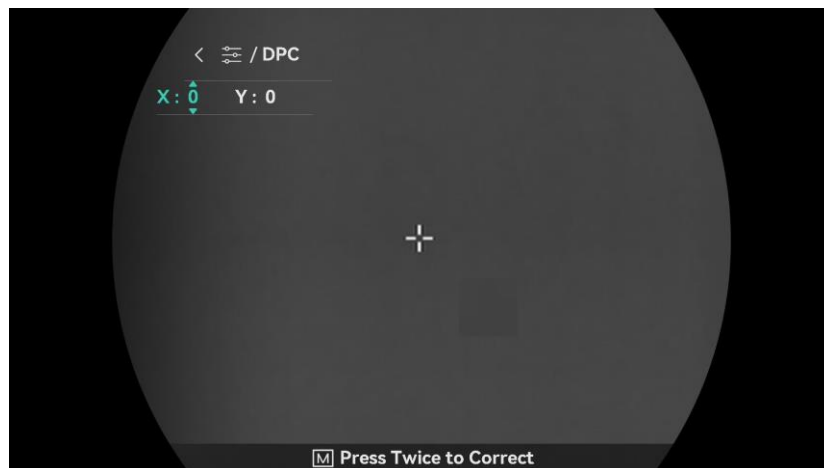 < / DPC
X : 0 Y : 0
M Press Twice to Correct